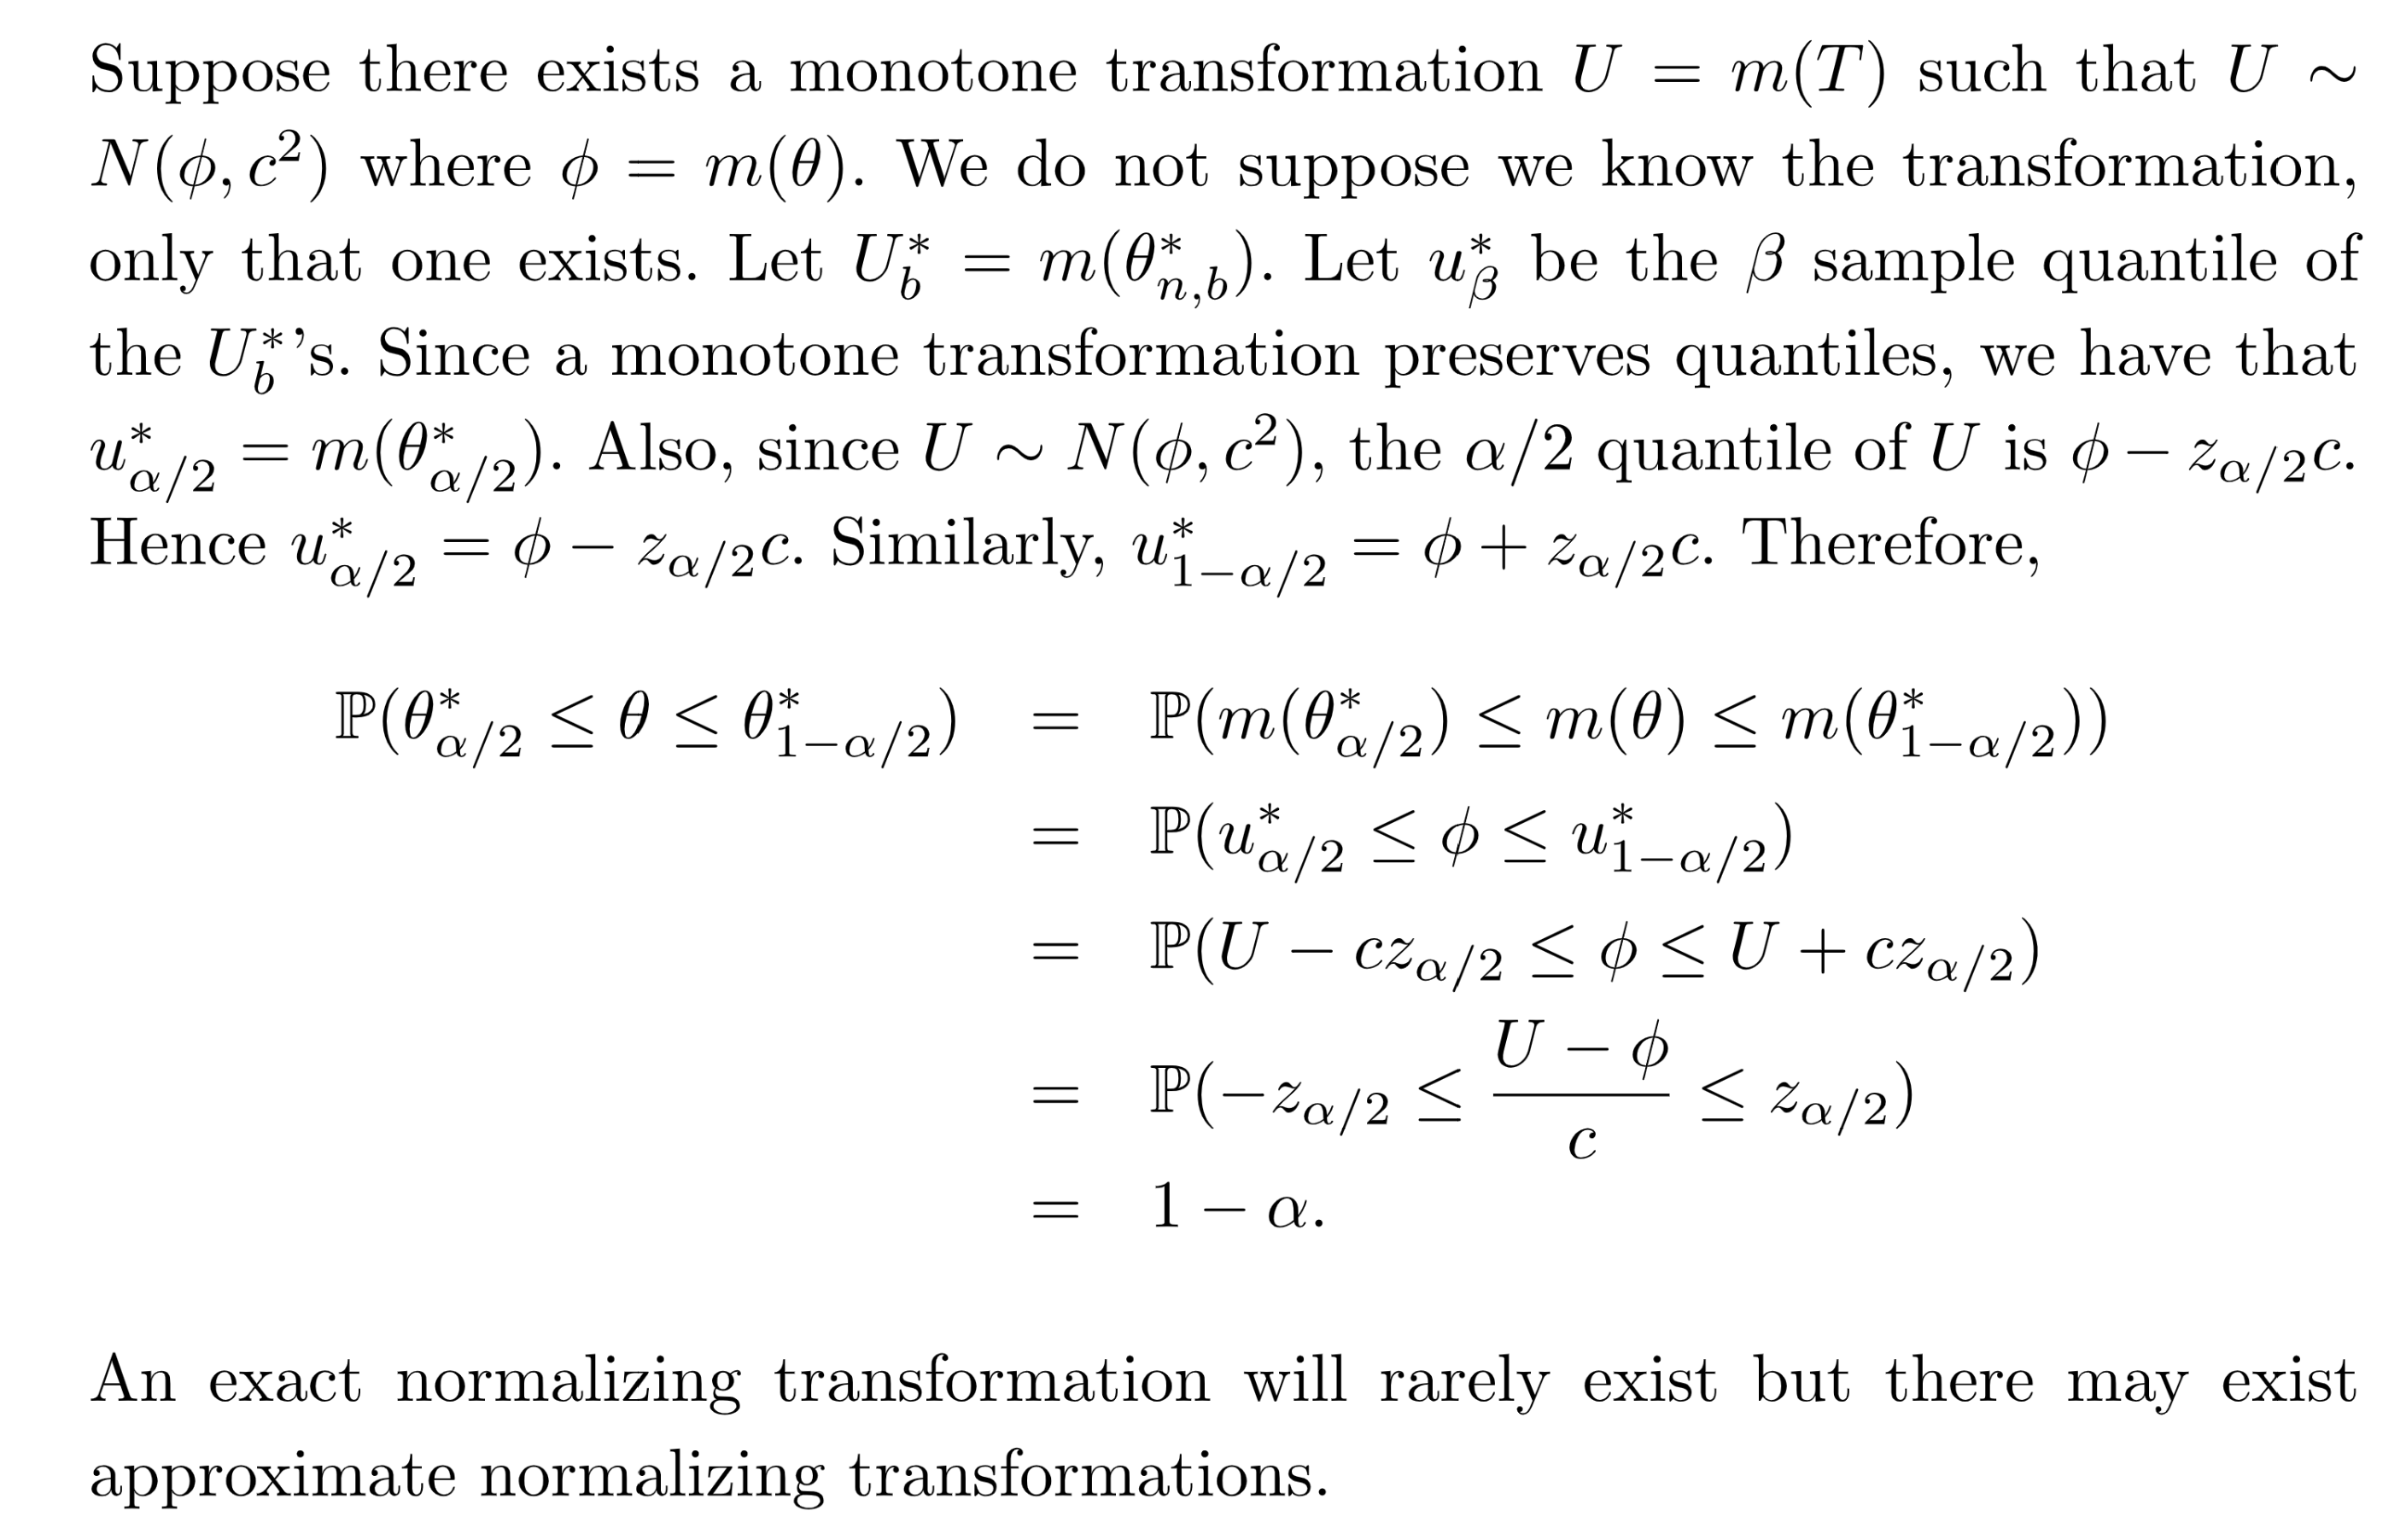 Suppose there exists a monotone transformation U = m(T) such that U ∼
N(ϕ, c²) where ϕ = m(θ). We do not suppose we know the transformation,
only that one exists. Let U*_b = m(θ*_{n,b}). Let u*_β be the β sample quantile of
the U*_b's. Since a monotone transformation preserves quantiles, we have that
u*_{α/2} = m(θ*_{α/2}). Also, since U ∼ N(ϕ, c²), the α/2 quantile of U is ϕ − z_{α/2}c.
Hence u*_{α/2} = ϕ − z_{α/2}c. Similarly, u*_{1−α/2} = ϕ + z_{α/2}c. Therefore,
ℙ(θ*_{α/2} ≤ θ ≤ θ*_{1−α/2}) = ℙ(m(θ*_{α/2}) ≤ m(θ) ≤ m(θ*_{1−α/2}))
= ℙ(u*_{α/2} ≤ ϕ ≤ u*_{1−α/2})
= ℙ(U − cz_{α/2} ≤ ϕ ≤ U + cz_{α/2})
= ℙ(−z_{α/2} ≤ \frac{U − ϕ}{c} ≤ z_{α/2})
= 1 − α.
An exact normalizing transformation will rarely exist but there may exist
approximate normalizing transformations.